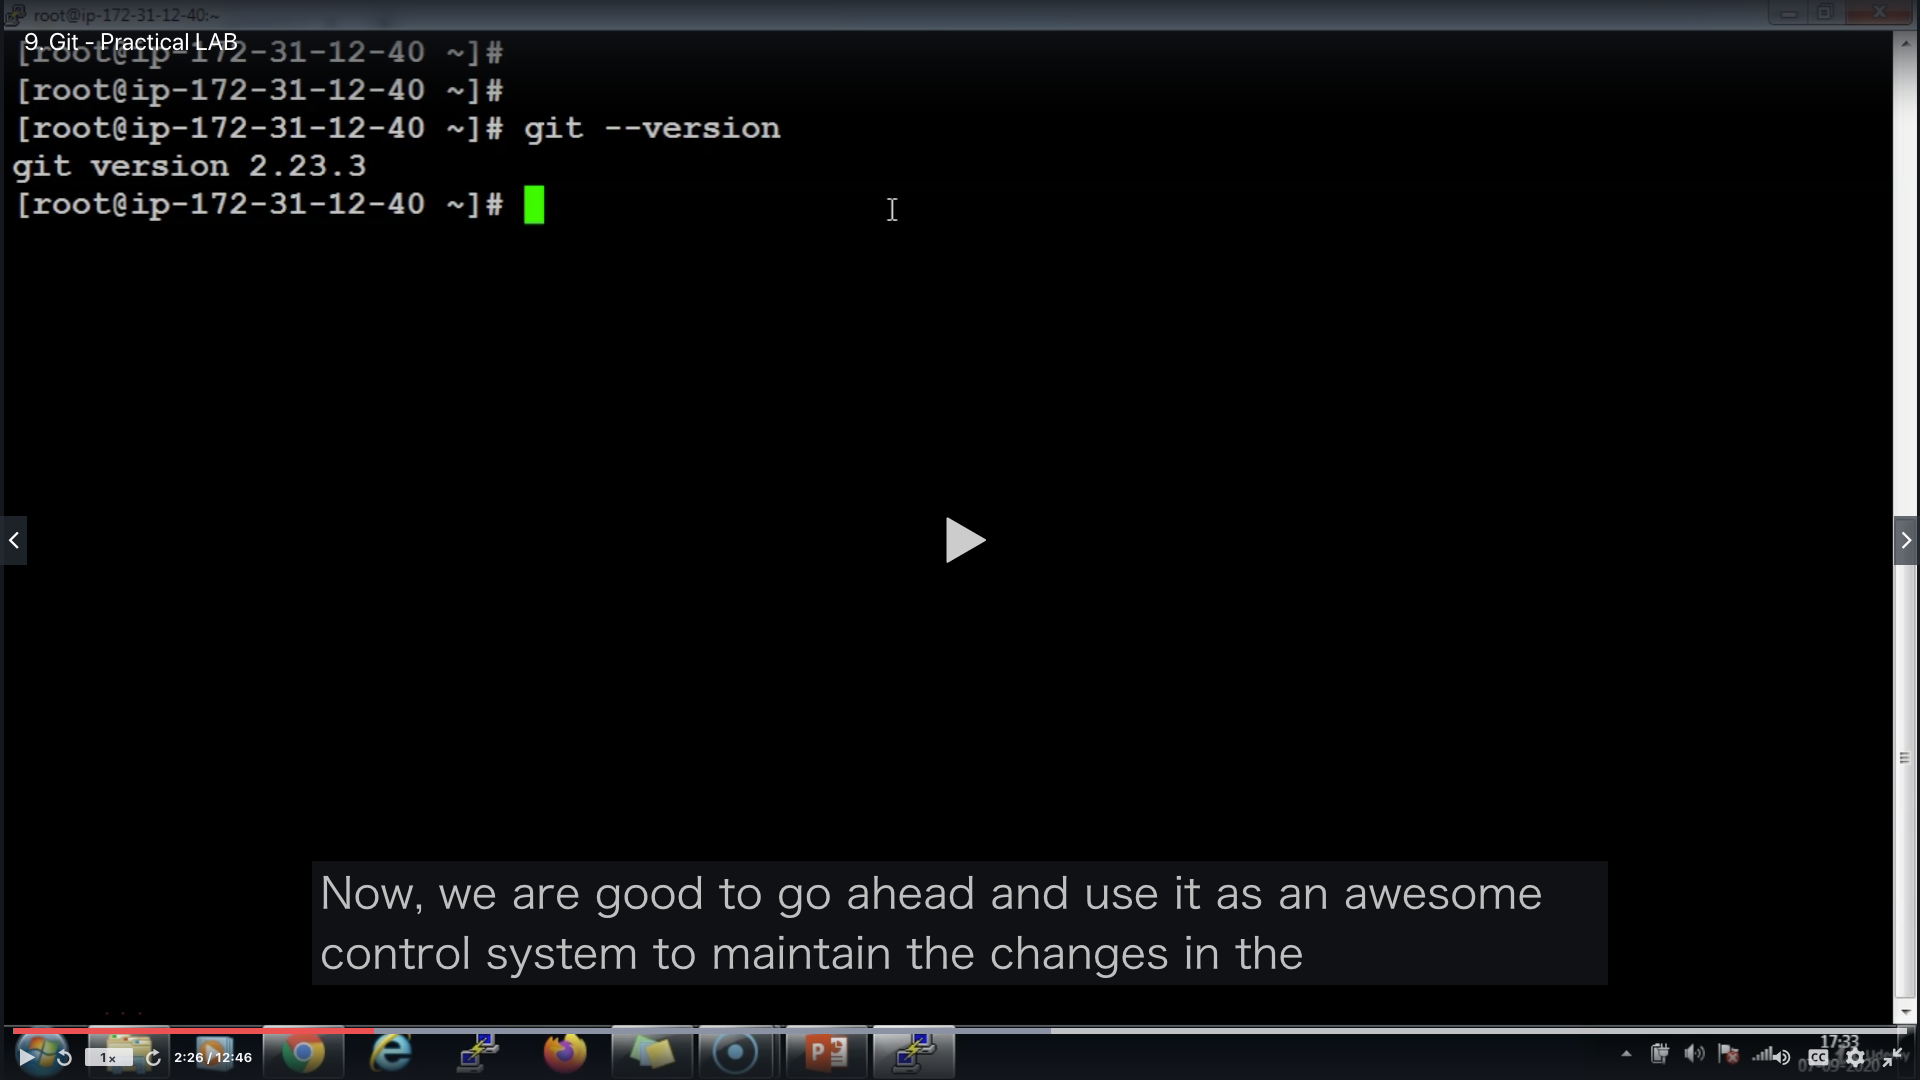 root@ip-172-31-12-40:~
9. Git - Practical LAB
[root@ip-172-31-12-40 ~]#
[root@ip-172-31-12-40 ~]#
[root@ip-172-31-12-40 ~]# git --version
git version 2.23.3
[root@ip-172-31-12-40 ~]#
Now, we are good to go ahead and use it as an awesome
control system to maintain the changes in the
1x
2:26 / 12:46
CC
17:33
07-09-2020